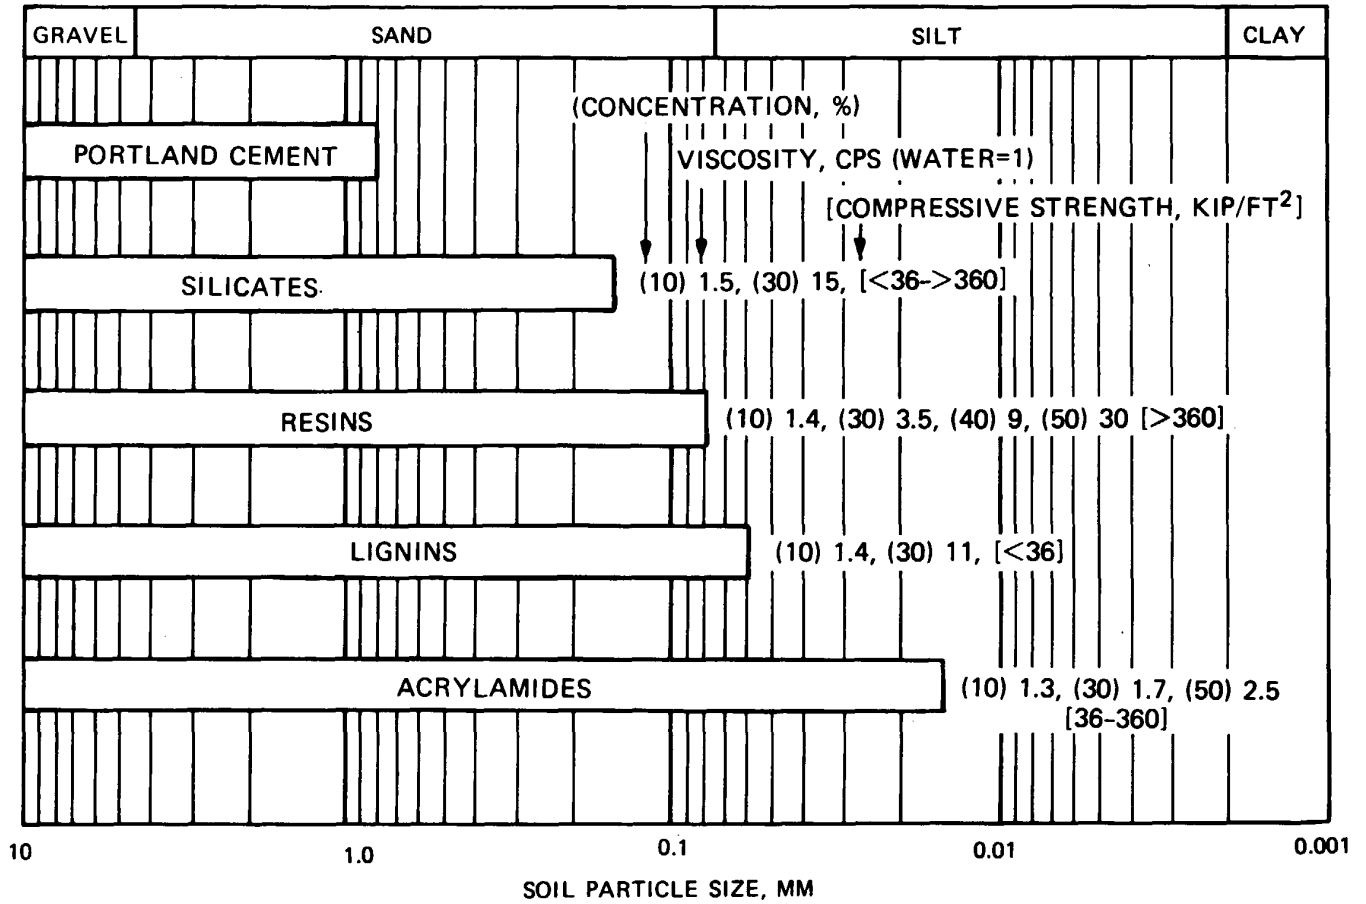 GRAVEL SAND SILT CLAY
(CONCENTRATION, %)
PORTLAND CEMENT
VISCOSITY, CPS (WATER=1)
[COMPRESSIVE STRENGTH, KIP/FT²]
SILICATES
(10) 1.5, (30) 15, [<36->360]
RESINS
(10) 1.4, (30) 3.5, (40) 9, (50) 30 [>360]
LIGNINS
(10) 1.4, (30) 11, [<36]
ACRYLAMIDES
(10) 1.3, (30) 1.7, (50) 2.5
[36-360]
10 1.0 0.1 0.01 0.001
SOIL PARTICLE SIZE, MM